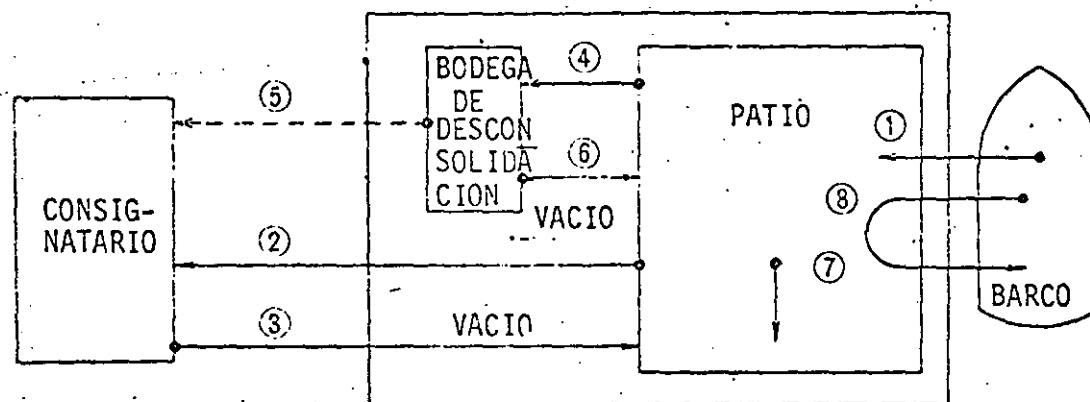 BODEGA
DE
DESCON
SOLIDA
CION
④
⑤
PATIO
①
⑥
⑧
VACIO
CONSIG-
NATARIO
②
⑦
BARCO
③
VACIO